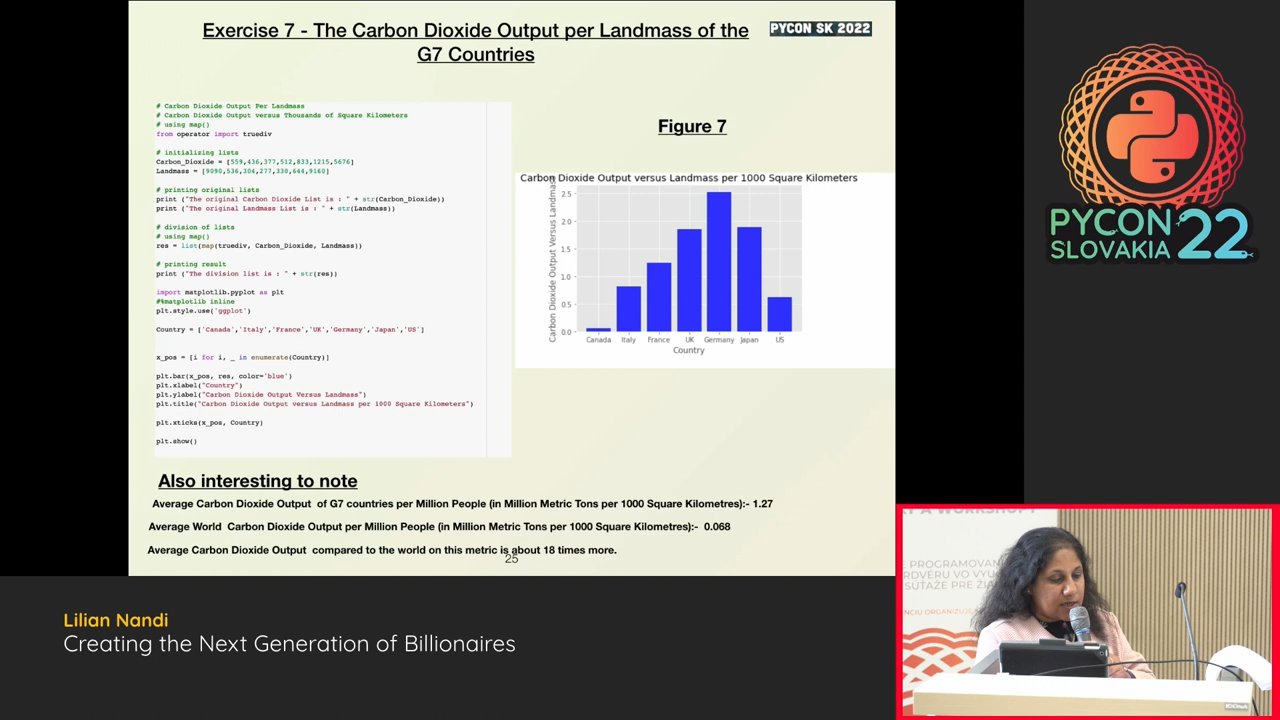 Exercise 7 - The Carbon Dioxide Output per Landmass of the
G7 Countries
PYCON SK 2022
# Carbon Dioxide Output Per Landmass
# Carbon Dioxide Output versus Thousands of Square Kilometers
# using map()
from operator import truediv
# initializing lists
Carbon_Dioxide = [559,436,377,512,833,1215,5676]
Landmass = [9090,536,304,277,330,644,9160]
# printing original lists
print ("The original Carbon Dioxide List is : " + str(Carbon_Dioxide))
print ("The original Landmass List is : " + str(Landmass))
# division of lists
# using map()
res = list(map(truediv, Carbon_Dioxide, Landmass))
# printing result
print ("The division list is : " + str(res))
import matplotlib.pyplot as plt
#%matplotlib inline
plt.style.use('ggplot')
Country = ['Canada','Italy','France','UK','Germany','Japan','US']
x_pos = [i for i, _ in enumerate(Country)]
plt.bar(x_pos, res, color='blue')
plt.xlabel("Country")
plt.ylabel("Carbon Dioxide Output Versus Landmass")
plt.title("Carbon Dioxide Output versus Landmass per 1000 Square Kilometers")
plt.xticks(x_pos, Country)
plt.show()
Figure 7
Carbon Dioxide Output versus Landmass per 1000 Square Kilometers
Carbon Dioxide Output Versus Landmass
2.5
2.0
1.5
1.0
0.5
0.0
Canada Italy France UK Germany Japan US
Country
Also interesting to note
Average Carbon Dioxide Output of G7 countries per Million People (in Million Metric Tons per 1000 Square Kilometres):- 1.27
Average World Carbon Dioxide Output per Million People (in Million Metric Tons per 1000 Square Kilometres):- 0.068
Average Carbon Dioxide Output compared to the world on this metric is about 18 times more.
25
PYCON
SLOVAKIA
22
Lilian Nandi
Creating the Next Generation of Billionaires
A WORKSHOPY
PROGRAMOVAN